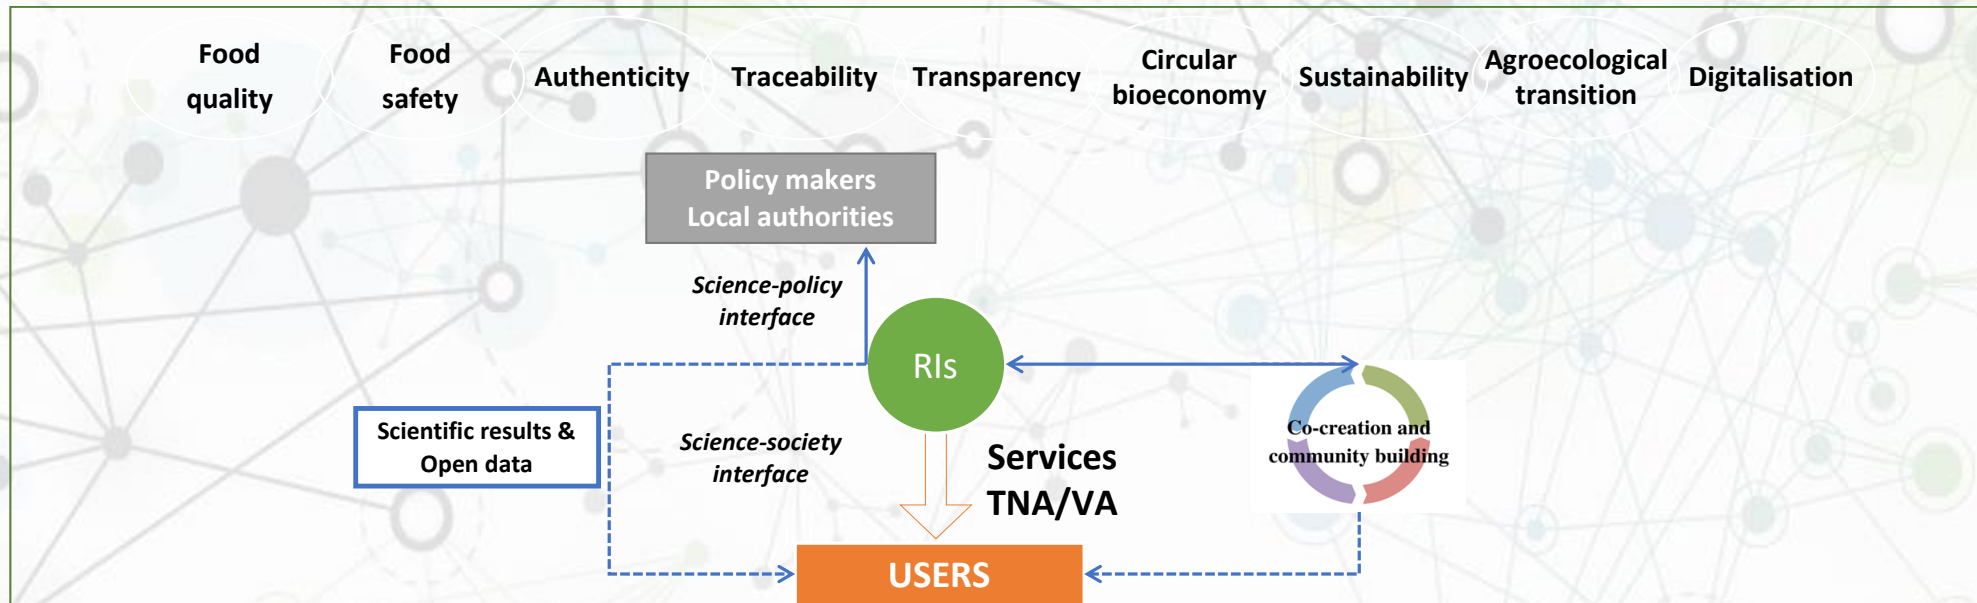 Food
quality
Food
safety
Authenticity
Traceability
Transparency
Circular
bioeconomy
Sustainability
Agroecological
transition
Digitalisation
Policy makers
Local authorities
Science-policy
interface
RIs
Scientific results &
Open data
Science-society
interface
Services
TNA/VA
Co-creation and
community building
USERS